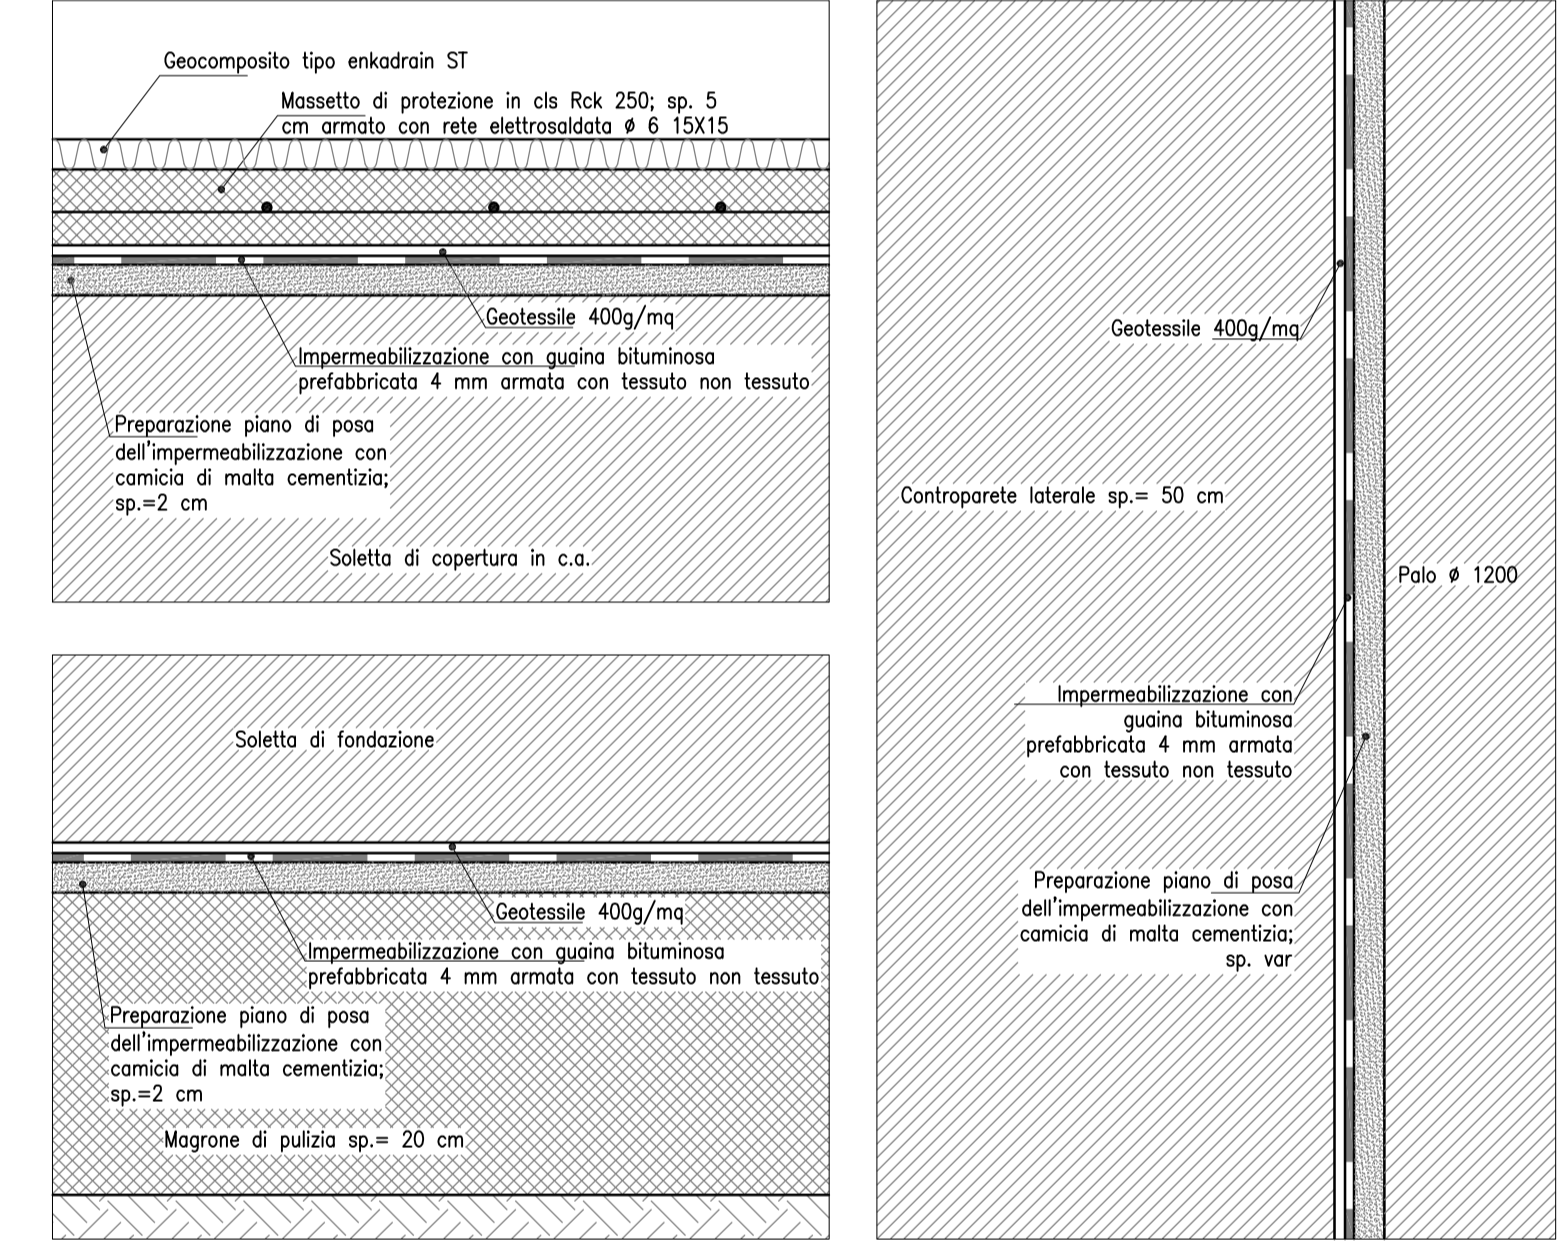 Geocomposito tipo enkadrain ST
Massetto di protezione in cls Rck 250; sp. 5
cm armato con rete elettrosaldata ø 6 15X15
Geotessile 400g/mq
Impermeabilizzazione con guaina bituminosa
prefabbricata 4 mm armata con tessuto non tessuto
Preparazione piano di posa
dell'impermeabilizzazione con
camicia di malta cementizia;
sp.=2 cm
Soletta di copertura in c.a.
Soletta di fondazione
Geotessile 400g/mq
Impermeabilizzazione con guaina bituminosa
prefabbricata 4 mm armata con tessuto non tessuto
Preparazione piano di posa
dell'impermeabilizzazione con
camicia di malta cementizia;
sp.=2 cm
Magrone di pulizia sp.= 20 cm
Geotessile 400g/mq
Controparete laterale sp.= 50 cm
Palo ø 1200
Impermeabilizzazione con
guaina bituminosa
prefabbricata 4 mm armata
con tessuto non tessuto
Preparazione piano di posa
dell'impermeabilizzazione con
camicia di malta cementizia;
sp. var